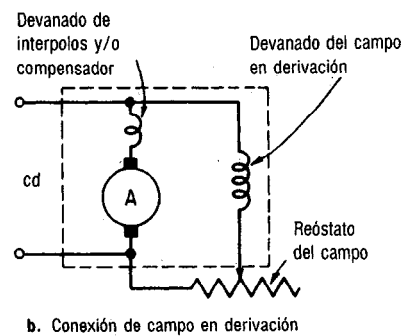 Devanado de
interpolos y/o
compensador
Devanado del campo
en derivación
cd
A
Reóstato
del campo
b. Conexión de campo en derivación